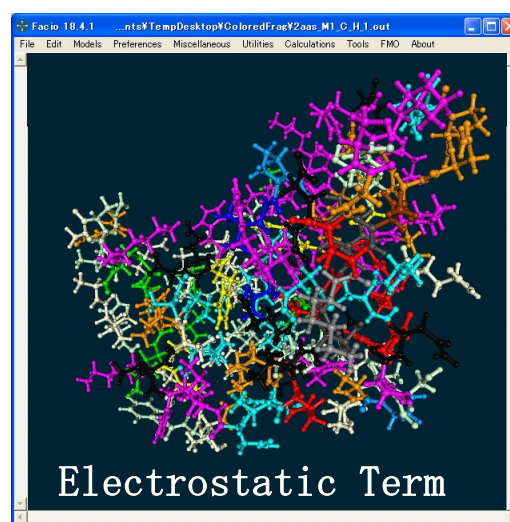 Facio 18.4.1 ...nts¥TempDesktop¥ColoredFrag¥2aas_M1_C_H_1.out
File Edit Models Preferences Miscellaneous Utilities Calculations Tools FMO About
Electrostatic Term